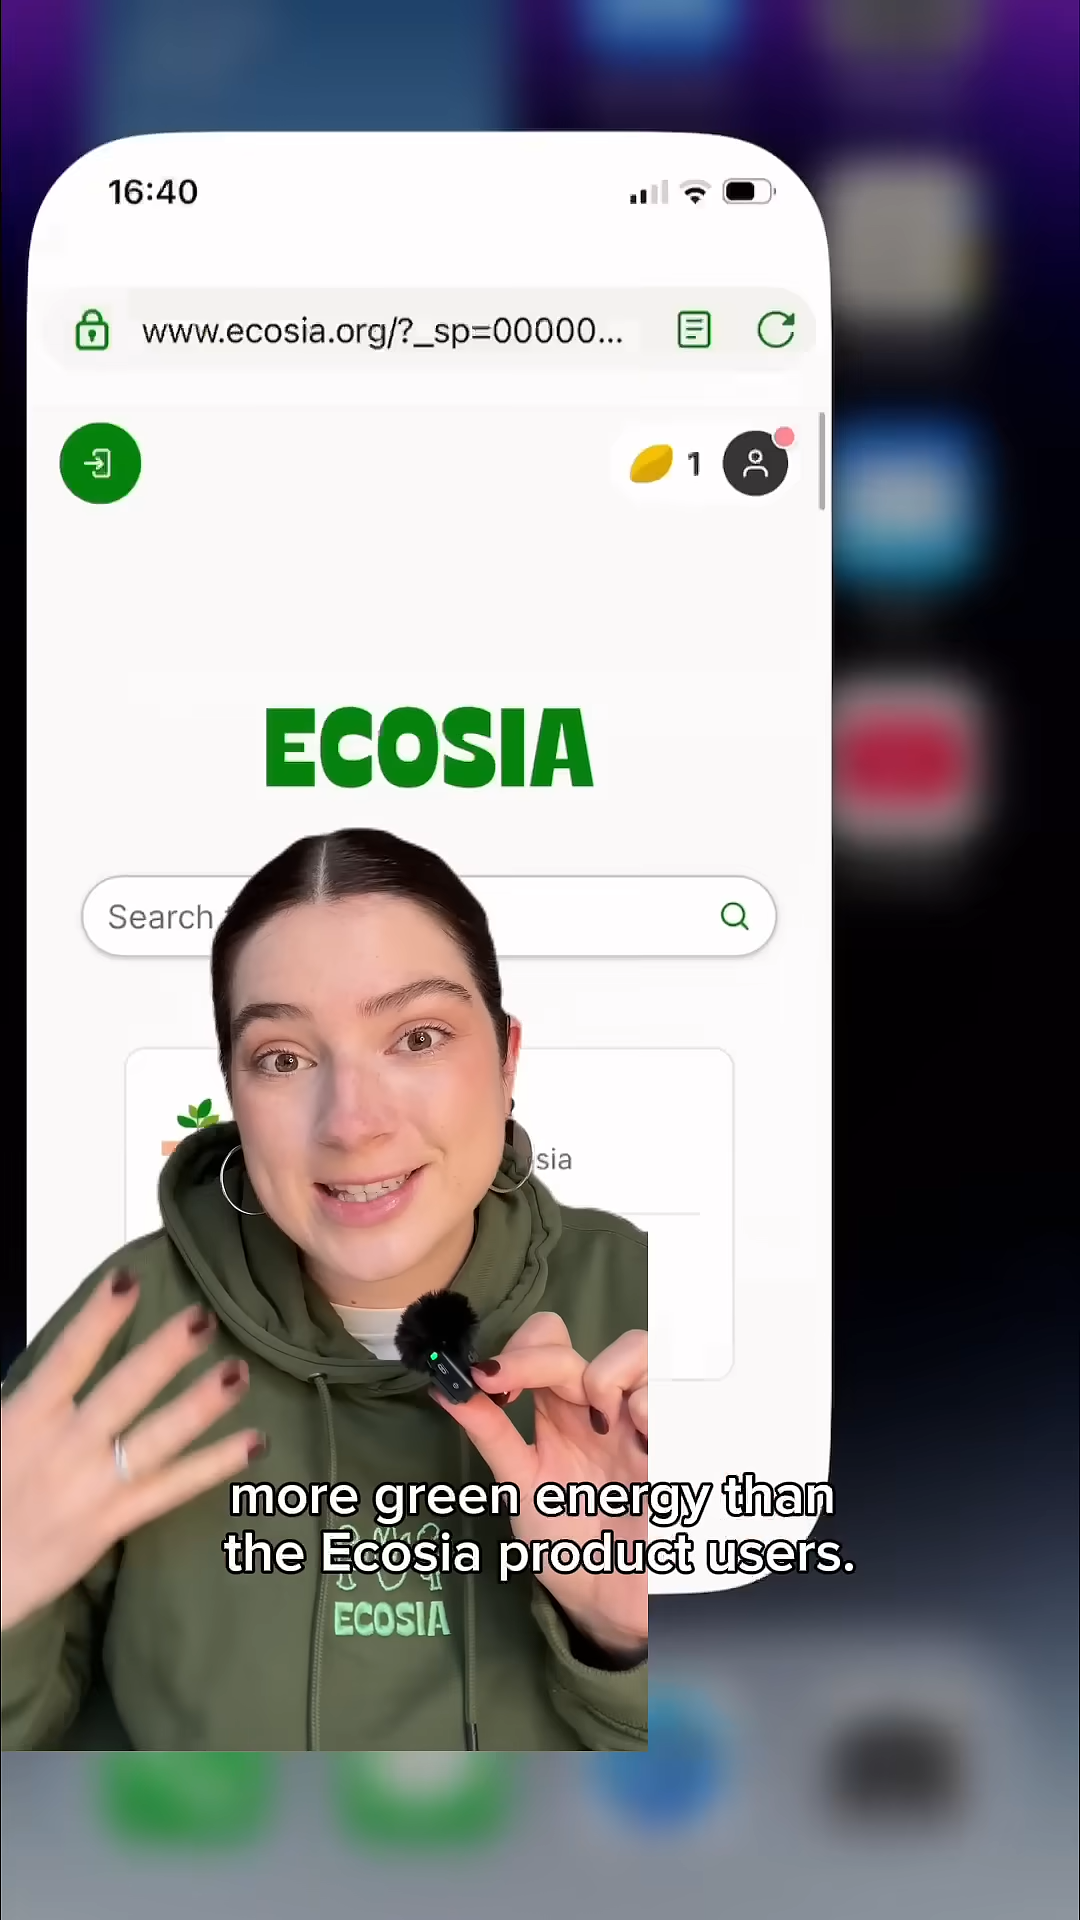 16:40
www.ecosia.org/?_sp=00000...
1
ECOSIA
Search
sia
more green energy than
the Ecosia product users.
ECOSIA